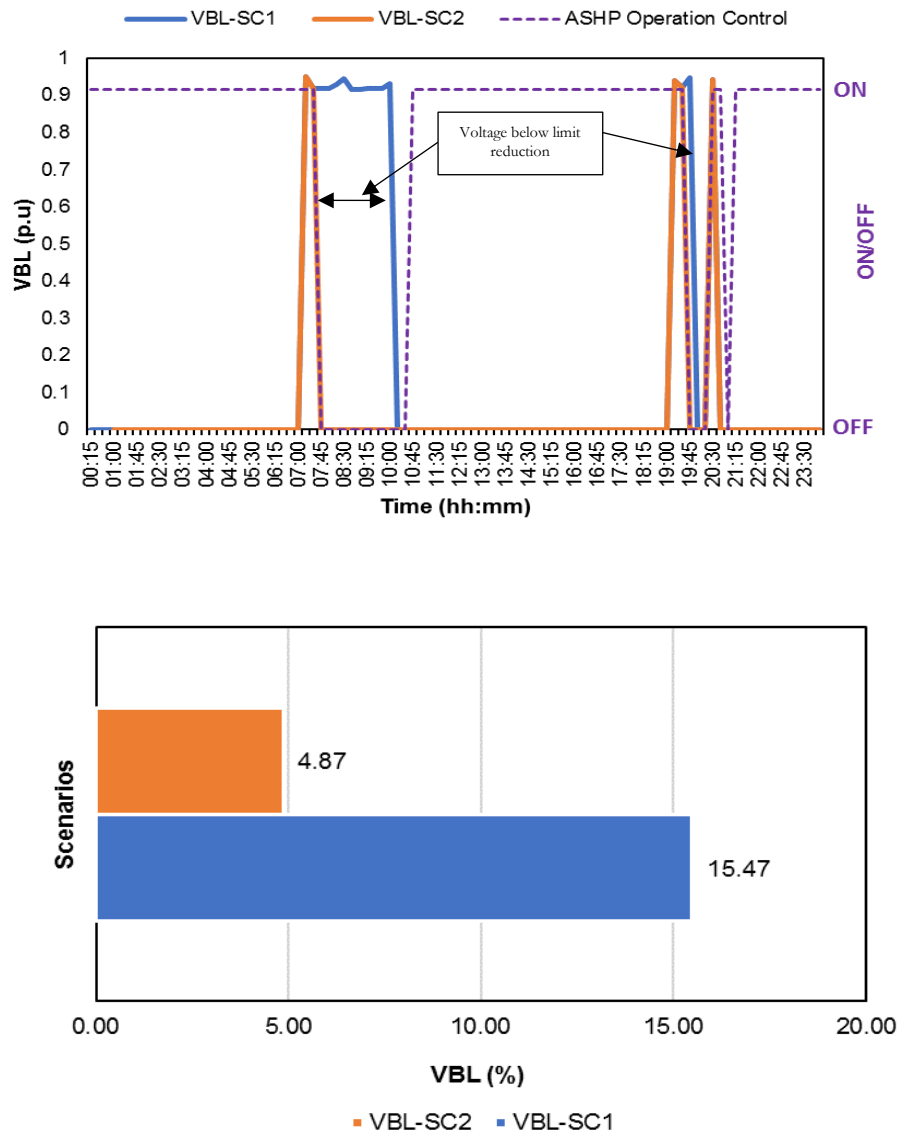 VBL-SC1 VBL-SC2 ASHP Operation Control
1
0.9
0.8
0.7
0.6
0.5
0.4
0.3
0.2
0.1
0
VBL (p.u)
Voltage below limit
reduction
ON
OFF
ON/OFF
00:15 01:00 01:45 02:30 03:15 04:00 04:45 05:30 06:15 07:00 07:45 08:30 09:15 10:00 10:45 11:30 12:15 13:00 13:45 14:30 15:15 16:00 16:45 17:30 18:15 19:00 19:45 20:30 21:15 22:00 22:45 23:30
Time (hh:mm)
Scenarios
4.87
15.47
0.00 5.00 10.00 15.00 20.00
VBL (%)
VBL-SC2 VBL-SC1